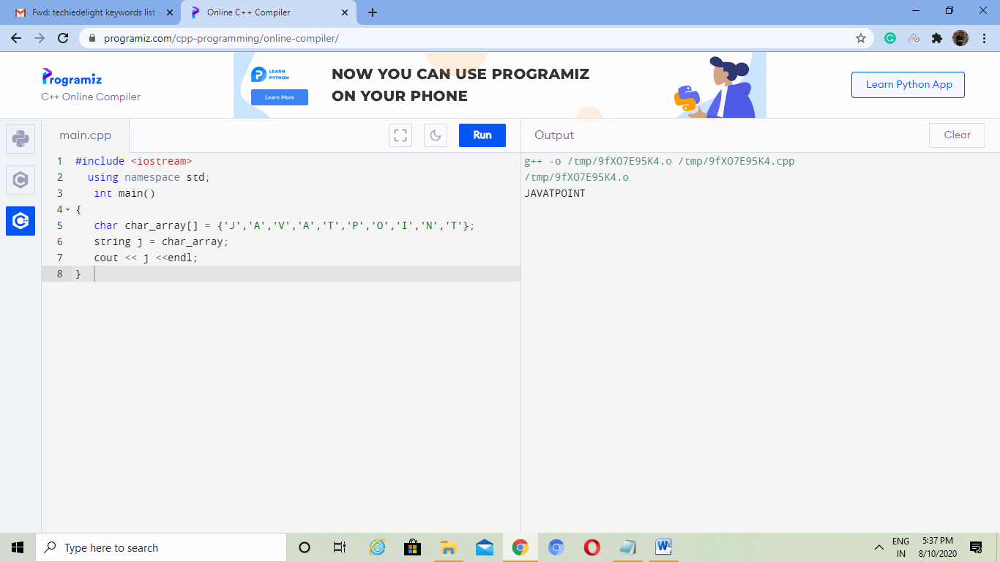 Fwd: techiedelight keywords list -
Online C++ Compiler
programiz.com/cpp-programming/online-compiler/
Programiz
C++ Online Compiler
LEARN
PYTHON
Learn More
NOW YOU CAN USE PROGRAMIZ
ON YOUR PHONE
Learn Python App
main.cpp
Run
Output
Clear
1 #include <iostream>
2 using namespace std;
3 int main()
4 {
5 char char_array[] = {'J','A','V','A','T','P','O','I','N','T'};
6 string j = char_array;
7 cout << j <<endl;
8 }
g++ -o /tmp/9fXO7E95K4.o /tmp/9fXO7E95K4.cpp
/tmp/9fXO7E95K4.o
JAVATPOINT
Type here to search
ENG
IN
5:37 PM
8/10/2020